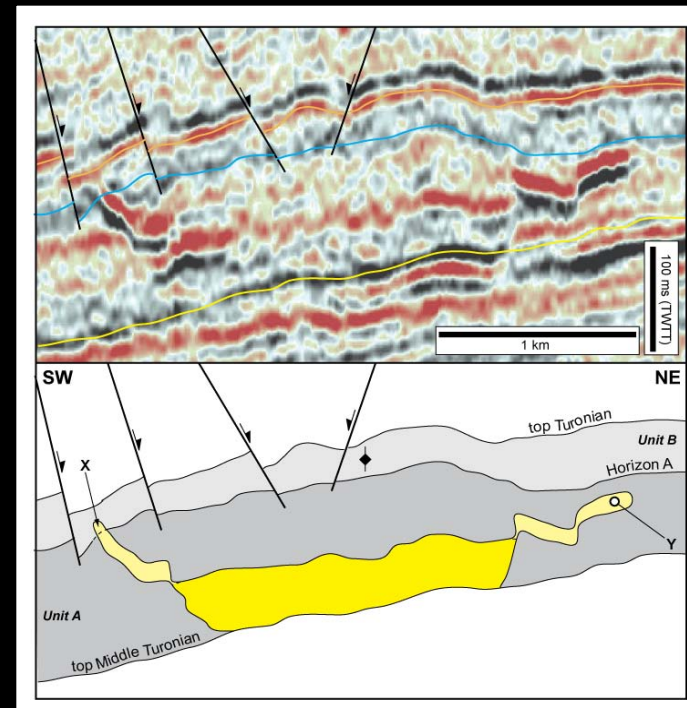 100 ms (TWTT)
1 km
SW
NE
top Turonian
X
Unit B
Horizon A
Y
Unit A
top Middle Turonian